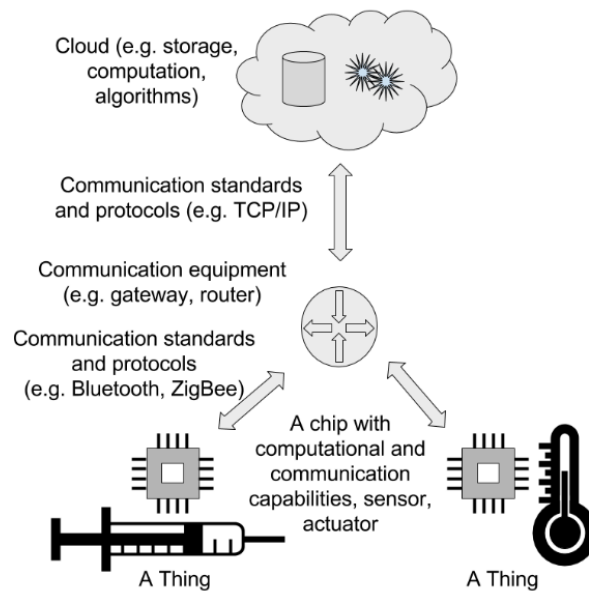 Cloud (e.g. storage,
computation,
algorithms)
Communication standards
and protocols (e.g. TCP/IP)
Communication equipment
(e.g. gateway, router)
Communication standards
and protocols
(e.g. Bluetooth, ZigBee)
A chip with
computational and
communication
capabilities, sensor,
actuator
A Thing
A Thing